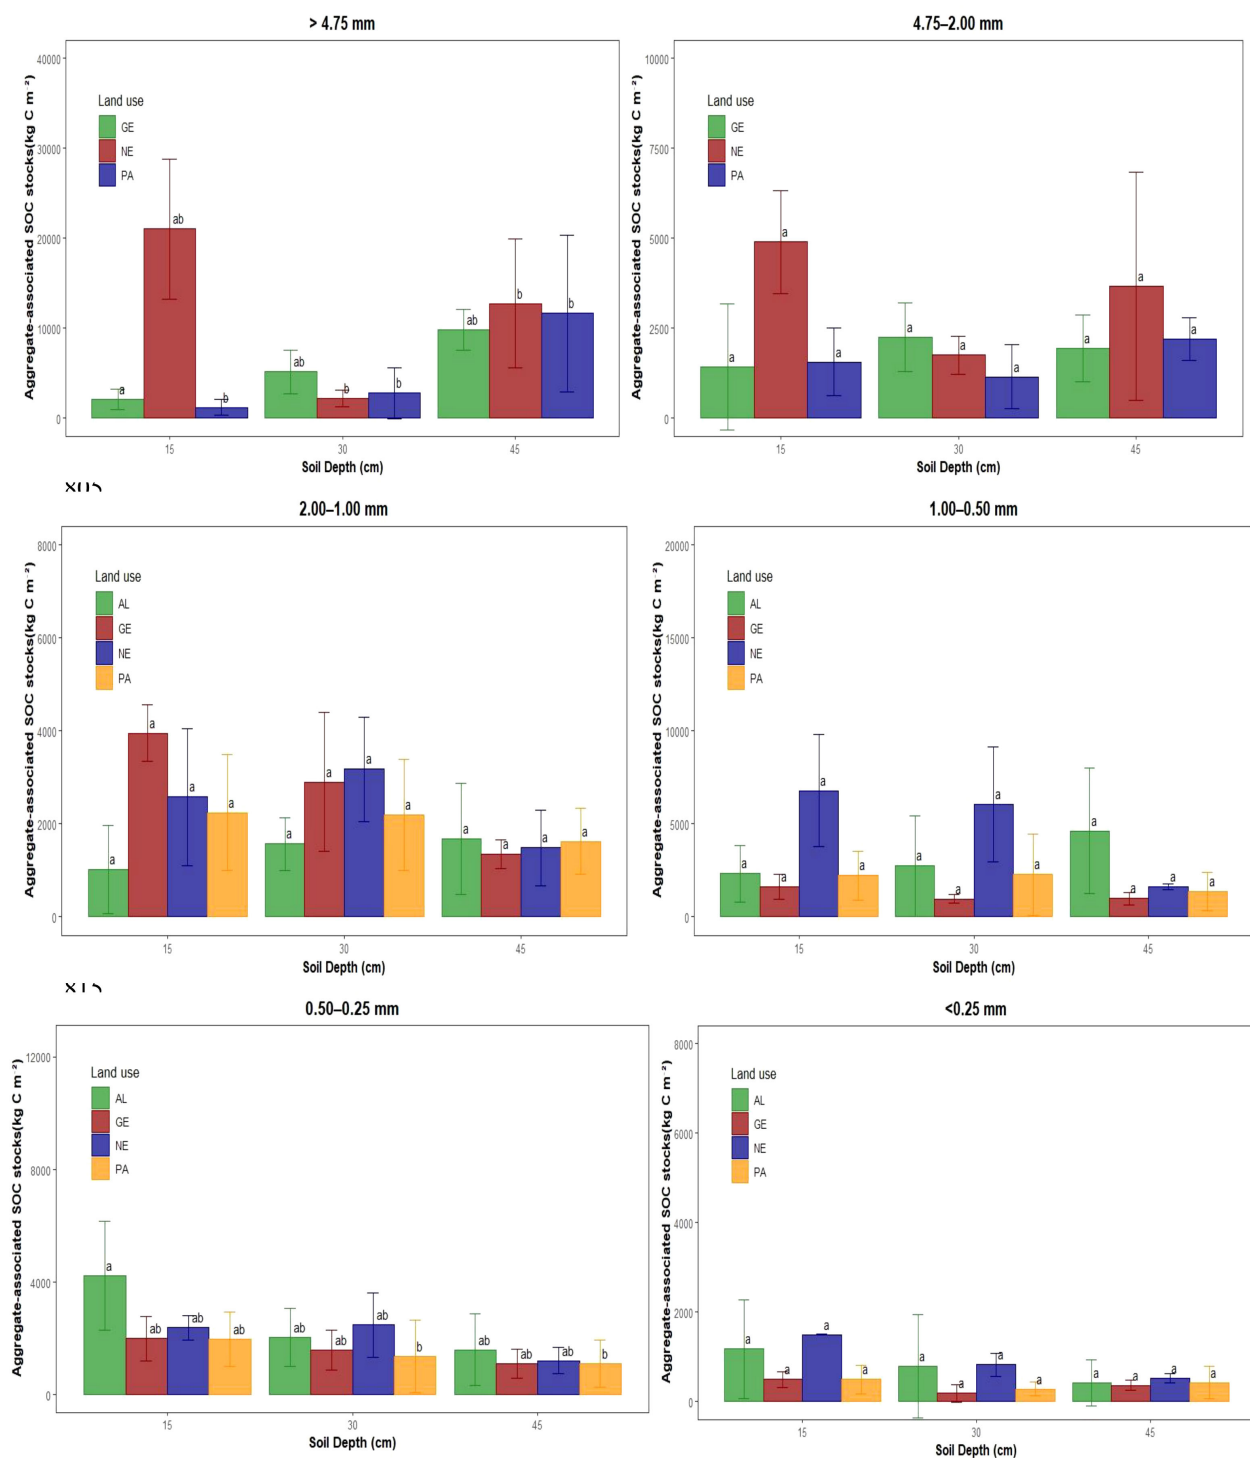 > 4.75 mm
Aggregate-associated SOC stocks(kg C m⁻²)
40000
30000
20000
10000
0
Land use
GE
NE
PA
a
ab
b
ab
b
b
ab
b
b
15
30
45
Soil Depth (cm)
4.75–2.00 mm
Aggregate-associated SOC stocks(kg C m⁻²)
10000
7500
5000
2500
0
Land use
GE
NE
PA
a
a
a
a
a
a
a
a
a
15
30
45
Soil Depth (cm)
2.00–1.00 mm
Aggregate-associated SOC stocks(kg C m⁻²)
8000
6000
4000
2000
0
Land use
AL
GE
NE
PA
a
a
a
a
a
a
a
a
a
a
a
a
15
30
45
Soil Depth (cm)
1.00–0.50 mm
Aggregate-associated SOC stocks(kg C m⁻²)
20000
15000
10000
5000
0
Land use
AL
GE
NE
PA
a
a
a
a
a
a
a
a
a
a
a
a
15
30
45
Soil Depth (cm)
0.50–0.25 mm
Aggregate-associated SOC stocks(kg C m⁻²)
12000
8000
4000
0
Land use
AL
GE
NE
PA
a
ab
ab
ab
ab
ab
ab
b
ab
ab
ab
b
15
30
45
Soil Depth (cm)
<0.25 mm
Aggregate-associated SOC stocks(kg C m⁻²)
8000
6000
4000
2000
0
Land use
AL
GE
NE
PA
a
a
a
a
a
a
a
a
a
a
a
a
15
30
45
Soil Depth (cm)